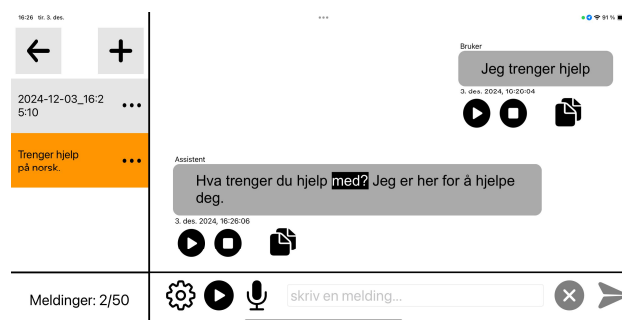 16:26 tir. 3. des.
91 %
2024-12-03_16:2
5:10
Trenger hjelp
på norsk.
Bruker
Jeg trenger hjelp
3. des. 2024, 16:26:04
Assistent
Hva trenger du hjelp med? Jeg er her for å hjelpe
deg.
3. des. 2024, 16:26:06
Meldinger: 2/50
skriv en melding...